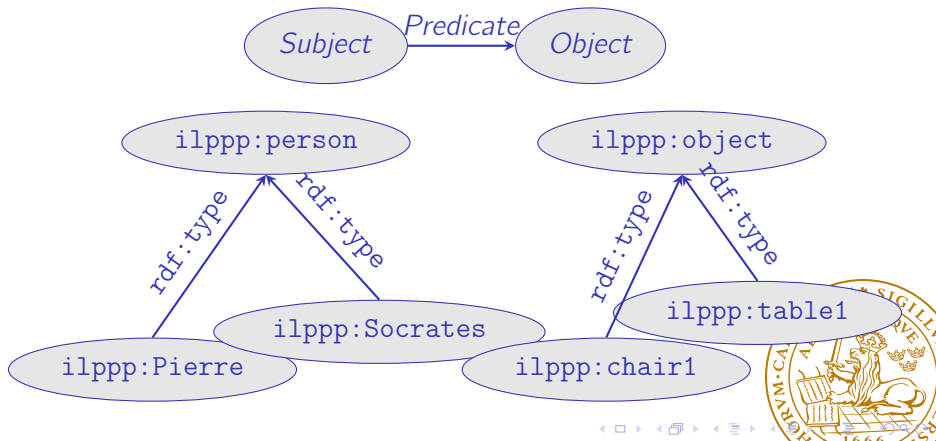 Predicate
Subject Object
ilppp:person ilppp:object
rdf:type rdf:type rdf:type rdf:type
ilppp:Socrates ilppp:table1
ilppp:Pierre ilppp:chair1
1666